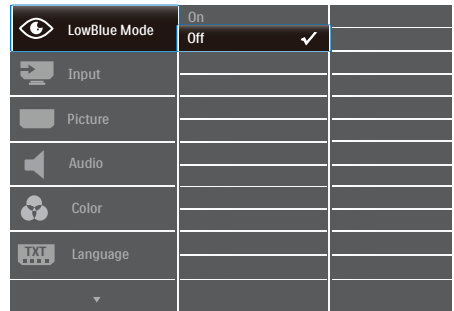 LowBlue Mode
On
Off
Input
Picture
Audio
Color
TXT
Language